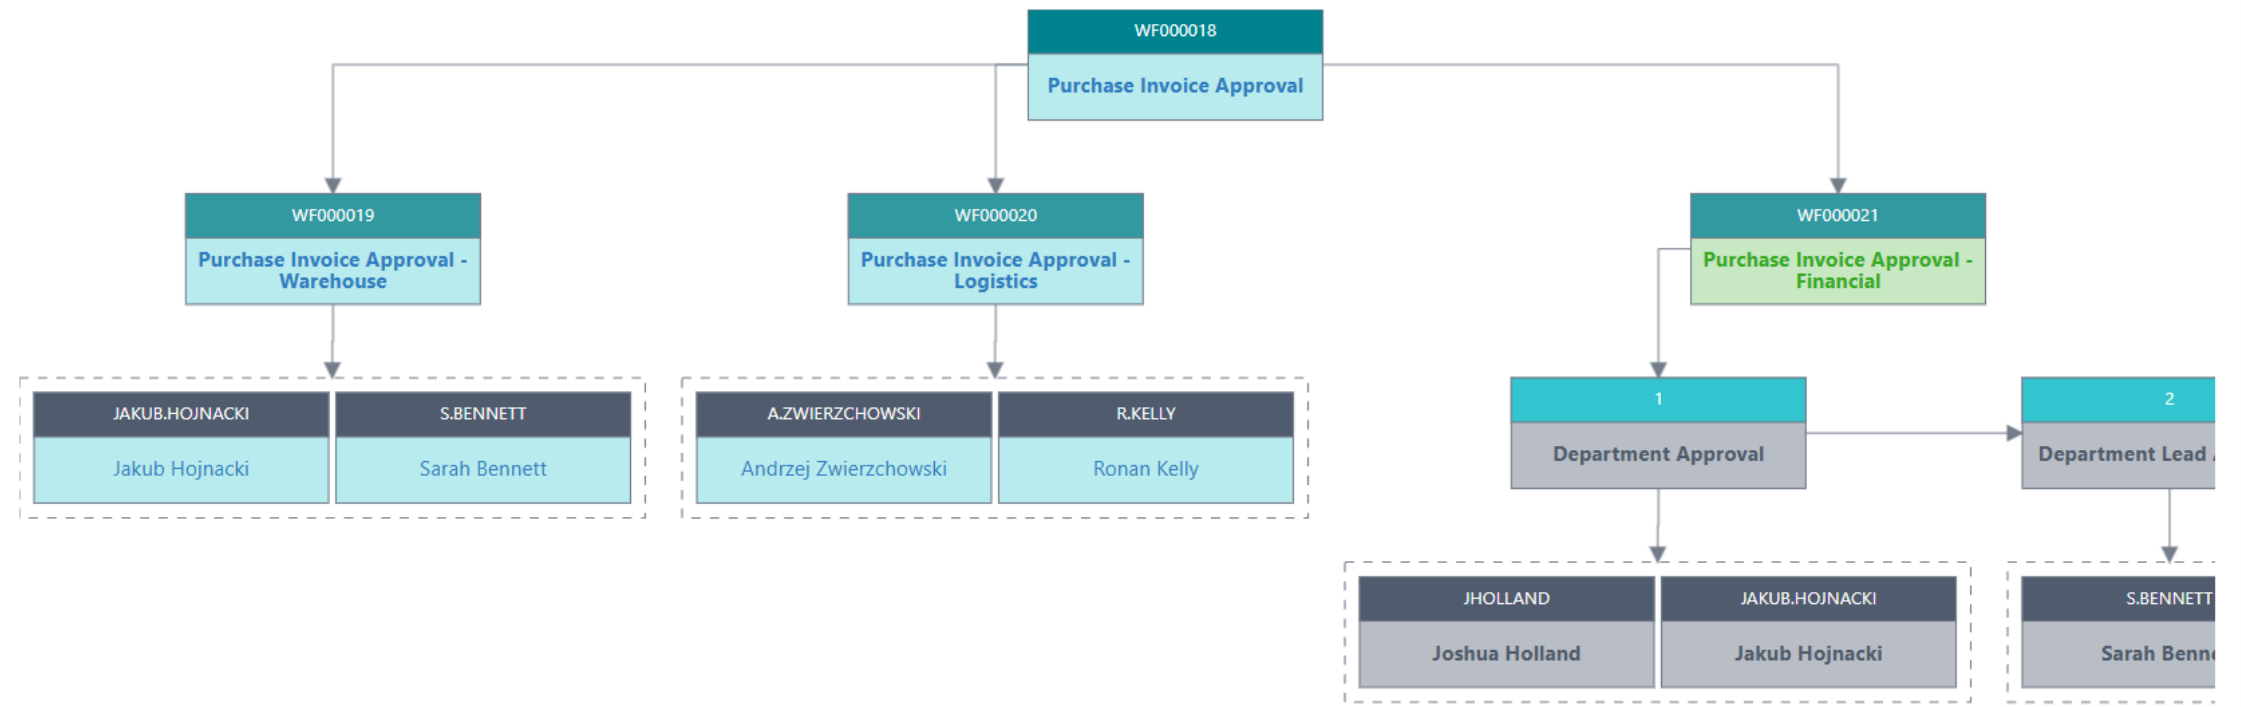 WF000018
Purchase Invoice Approval
WF000019
Purchase Invoice Approval -
Warehouse
WF000020
Purchase Invoice Approval -
Logistics
WF000021
Purchase Invoice Approval -
Financial
JAKUB.HOJNACKI
Jakub Hojnacki
S.BENNETT
Sarah Bennett
A.ZWIERZCHOWSKI
Andrzej Zwierzchowski
R.KELLY
Ronan Kelly
1
Department Approval
2
Department Lead
JHOLLAND
Joshua Holland
JAKUB.HOJNACKI
Jakub Hojnacki
S.BENNETT
Sarah